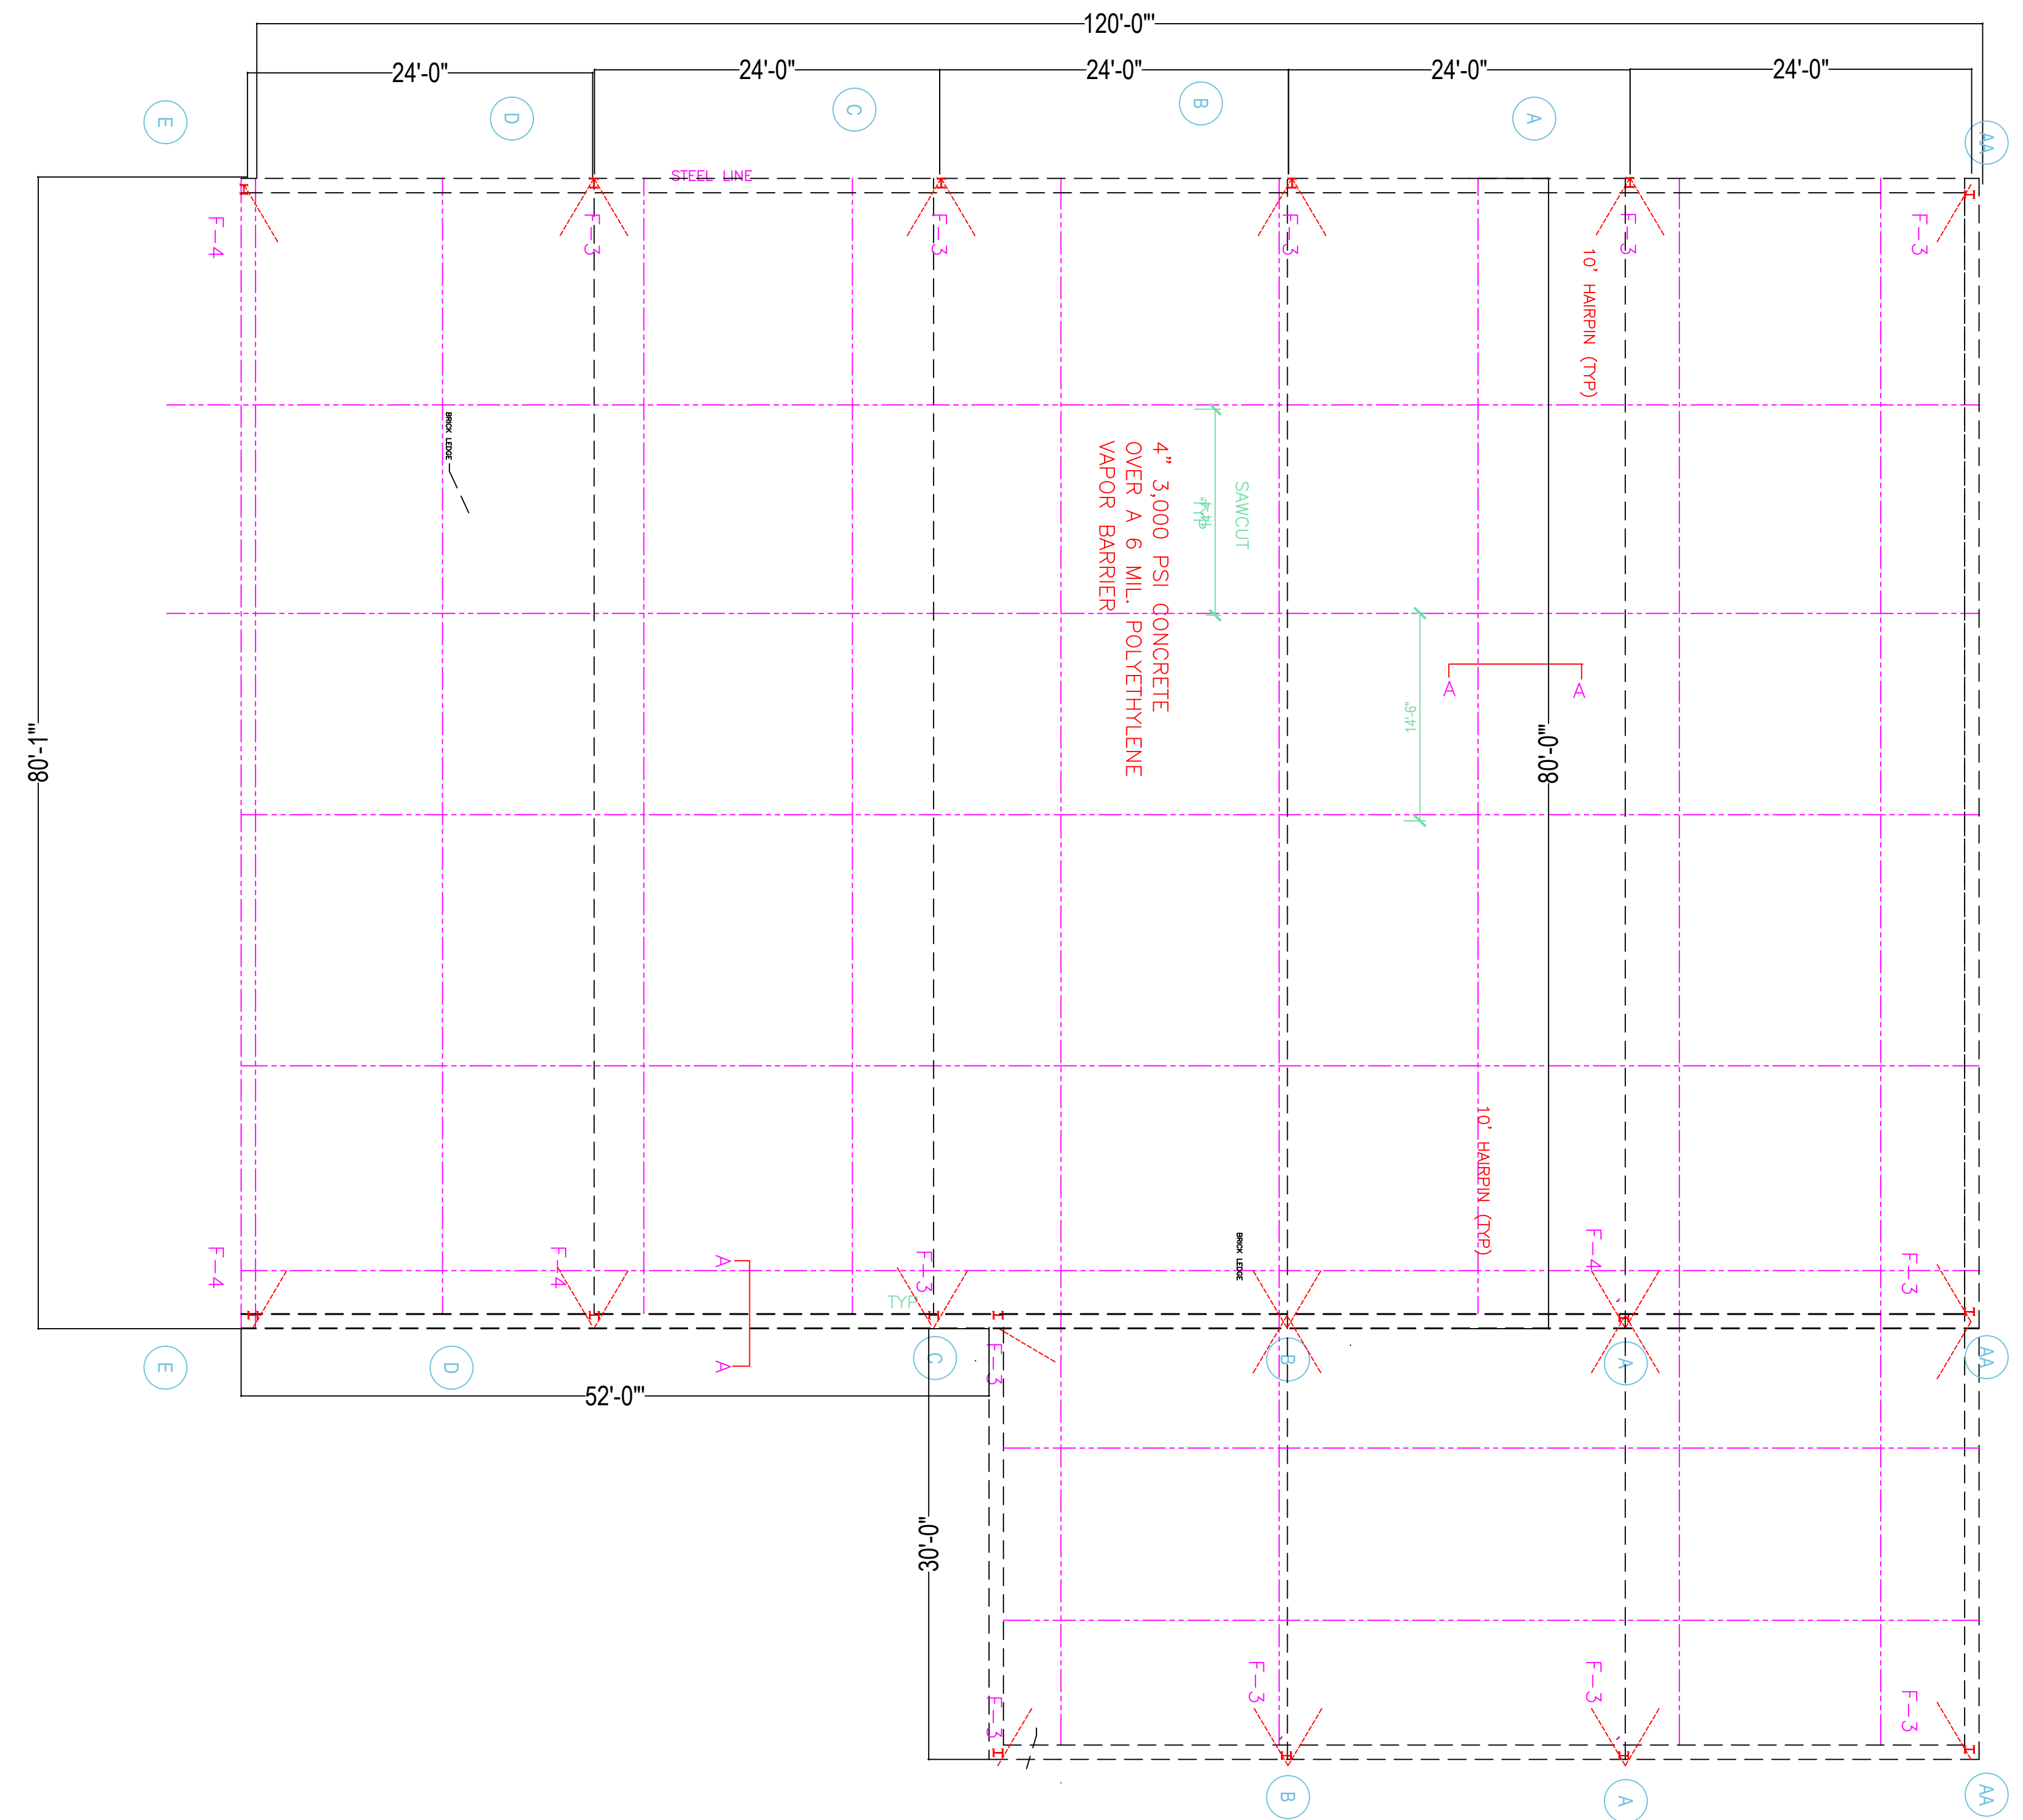 120'-0"'
24'-0"
24'-0"
24'-0"
24'-0"
24'-0"
E
D
C
B
A
AA
STEEL LINE
F-4
F-3
F-3
F-3
F-3
F-3
10' HAIRPIN (TYP)
BRICK LEDGE
4" 3,000 PSI CONCRETE
OVER A 6 MIL. POLYETHYLENE
VAPOR BARRIER
SAWCUT
TYP
A
A
14'-6"
80'-1"'
80'-0"'
10' HAIRPIN (TYP)
BRICK LEDGE
F-4
F-4
A
F-3
F-4
F-3
TYP
E
D
A
C
F-3
B
A
AA
52'-0"'
30'-0"
F-3
F-3
F-3
F-3
B
A
AA